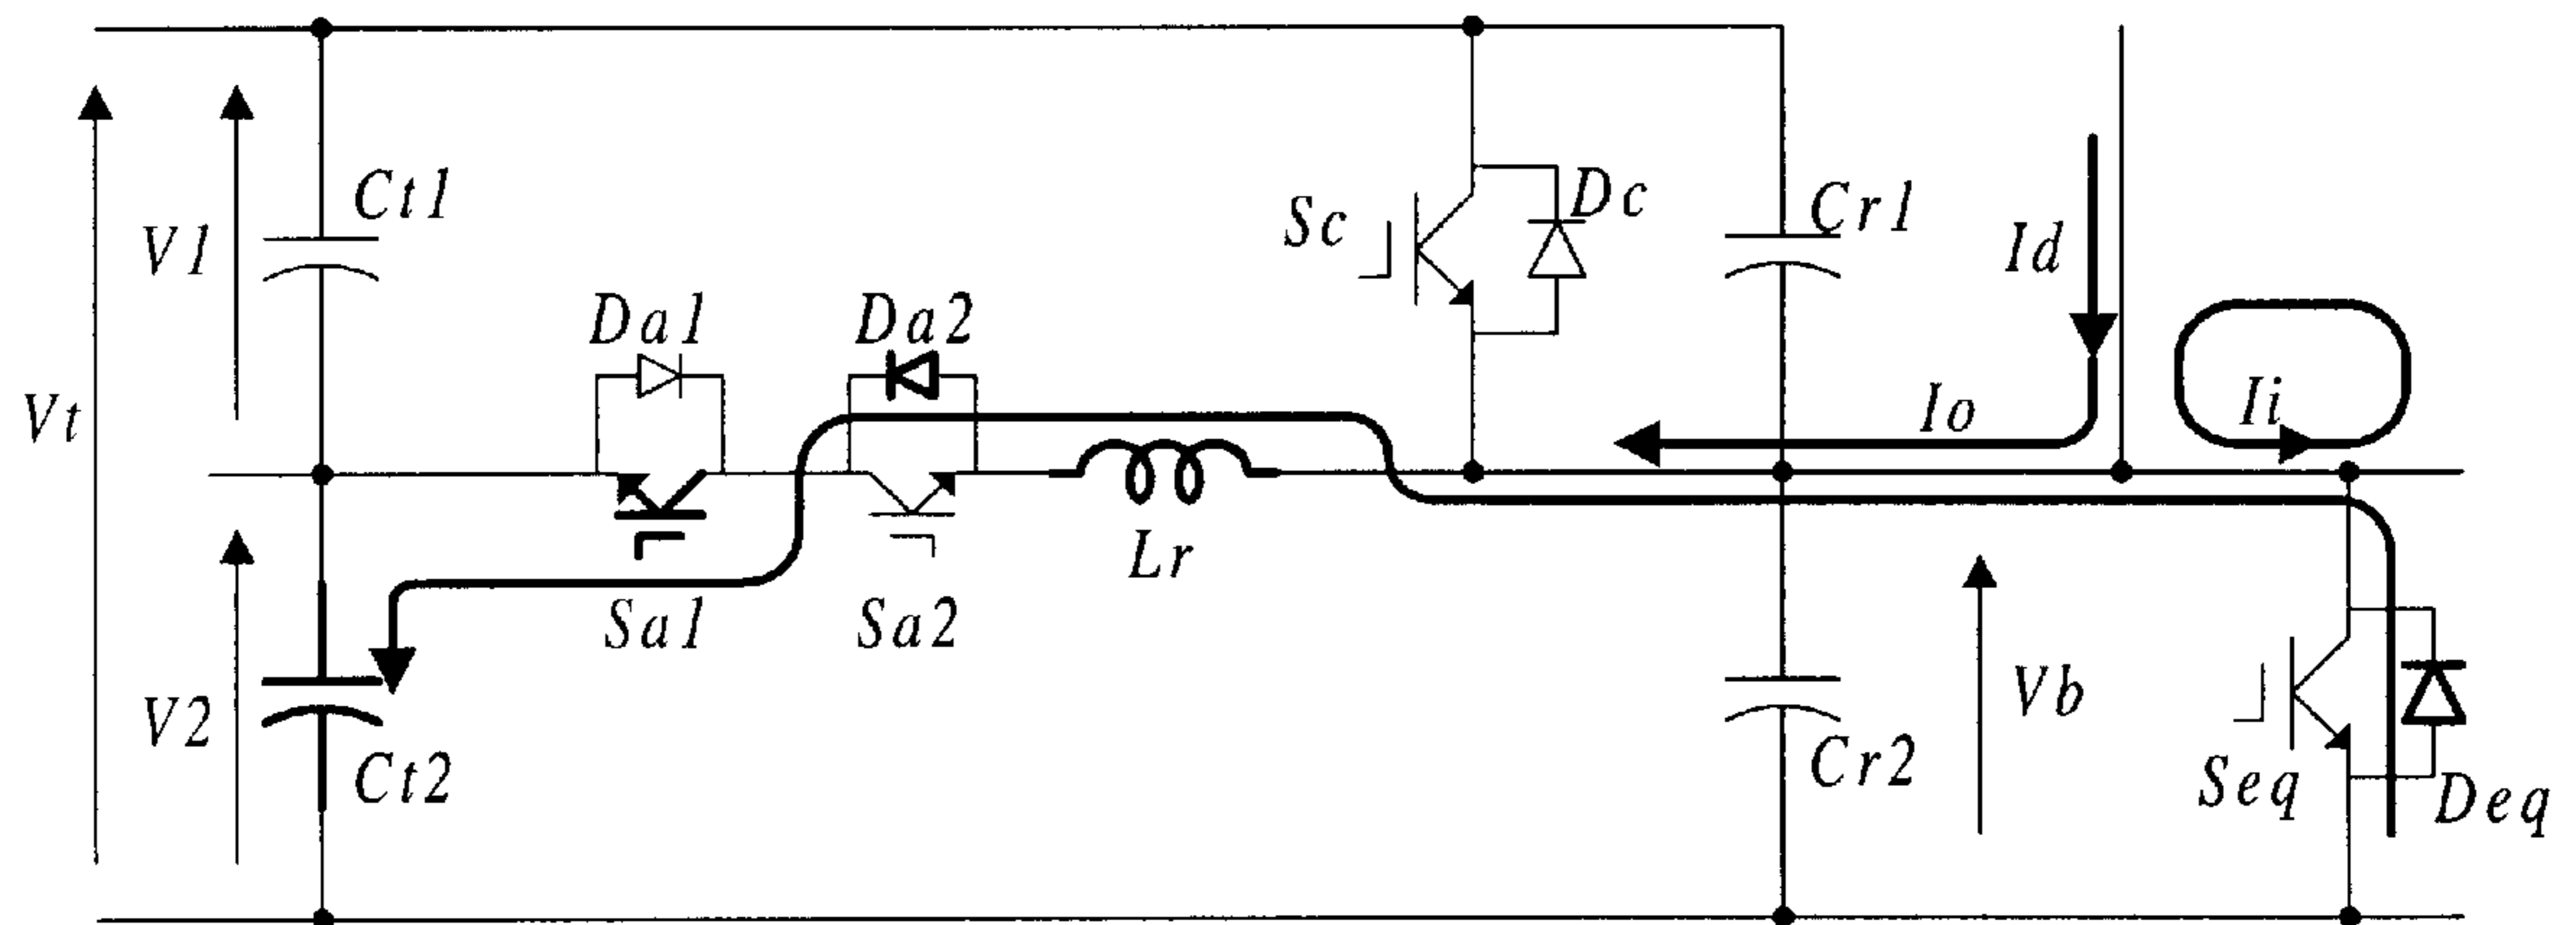 Ct1
Dc
Sc
Cr1
V1
Id
Da1
Da2
Vt
Io
Ii
Lr
Sa1
Sa2
Vb
V2
Ct2
Cr2
Seq
Deq